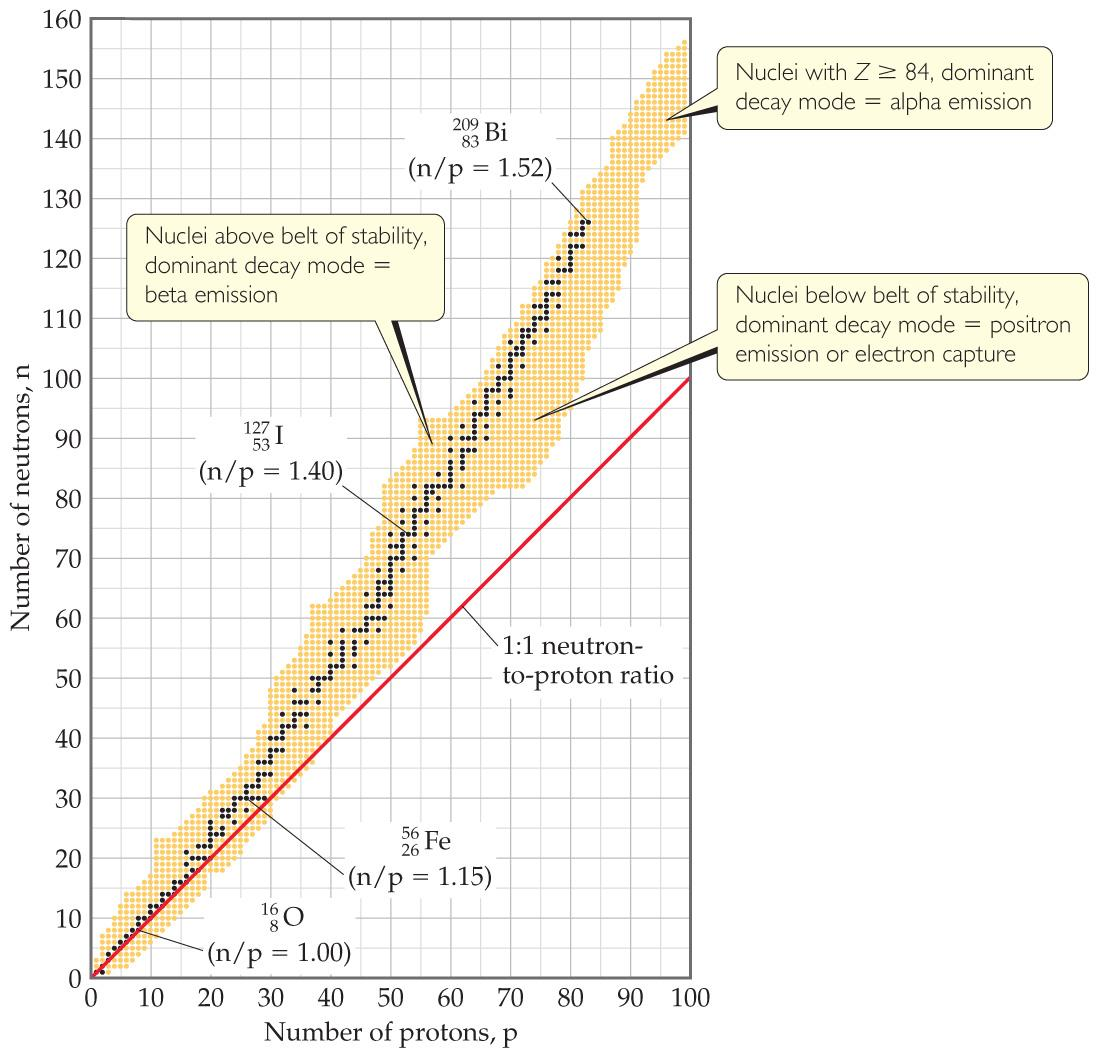 160
150
140
130
120
110
100
90
80
70
60
50
40
30
20
10
0
Number of neutrons, n
Nuclei with Z ≥ 84, dominant
decay mode = alpha emission
209
83 Bi
(n/p = 1.52)
Nuclei above belt of stability,
dominant decay mode =
beta emission
Nuclei below belt of stability,
dominant decay mode = positron
emission or electron capture
127
53 I
(n/p = 1.40)
1:1 neutron-
to-proton ratio
56
26 Fe
(n/p = 1.15)
16
8 O
(n/p = 1.00)
0 10 20 30 40 50 60 70 80 90 100
Number of protons, p